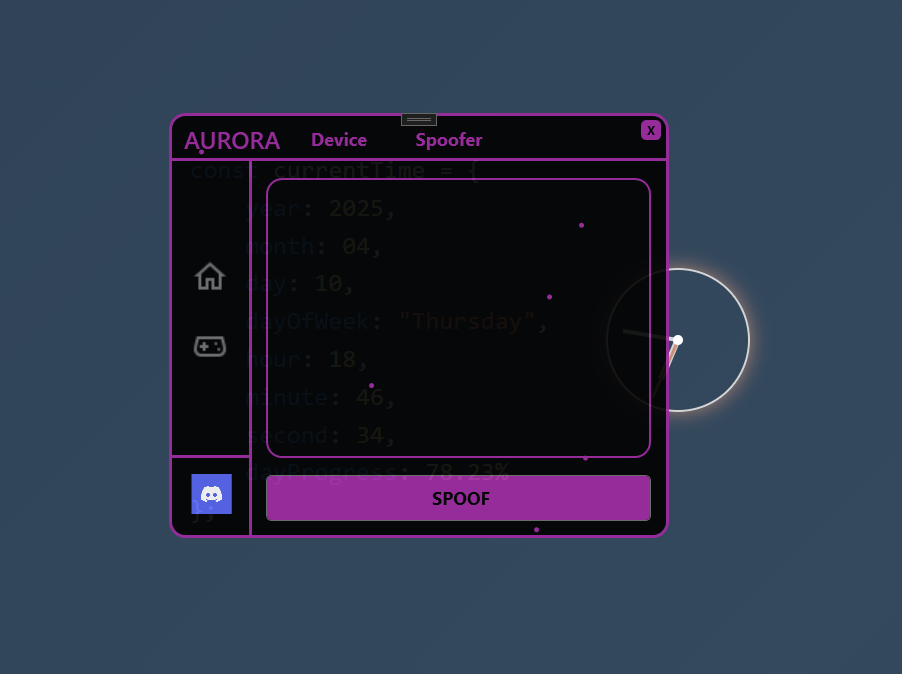 AURORA Device Spoofer X
const currentTime = {
year: 2025,
month: 04,
day: 10,
dayOfWeek: "Thursday",
hour: 18,
minute: 46,
second: 34,
dayProgress: 78.23%
};
SPOOF